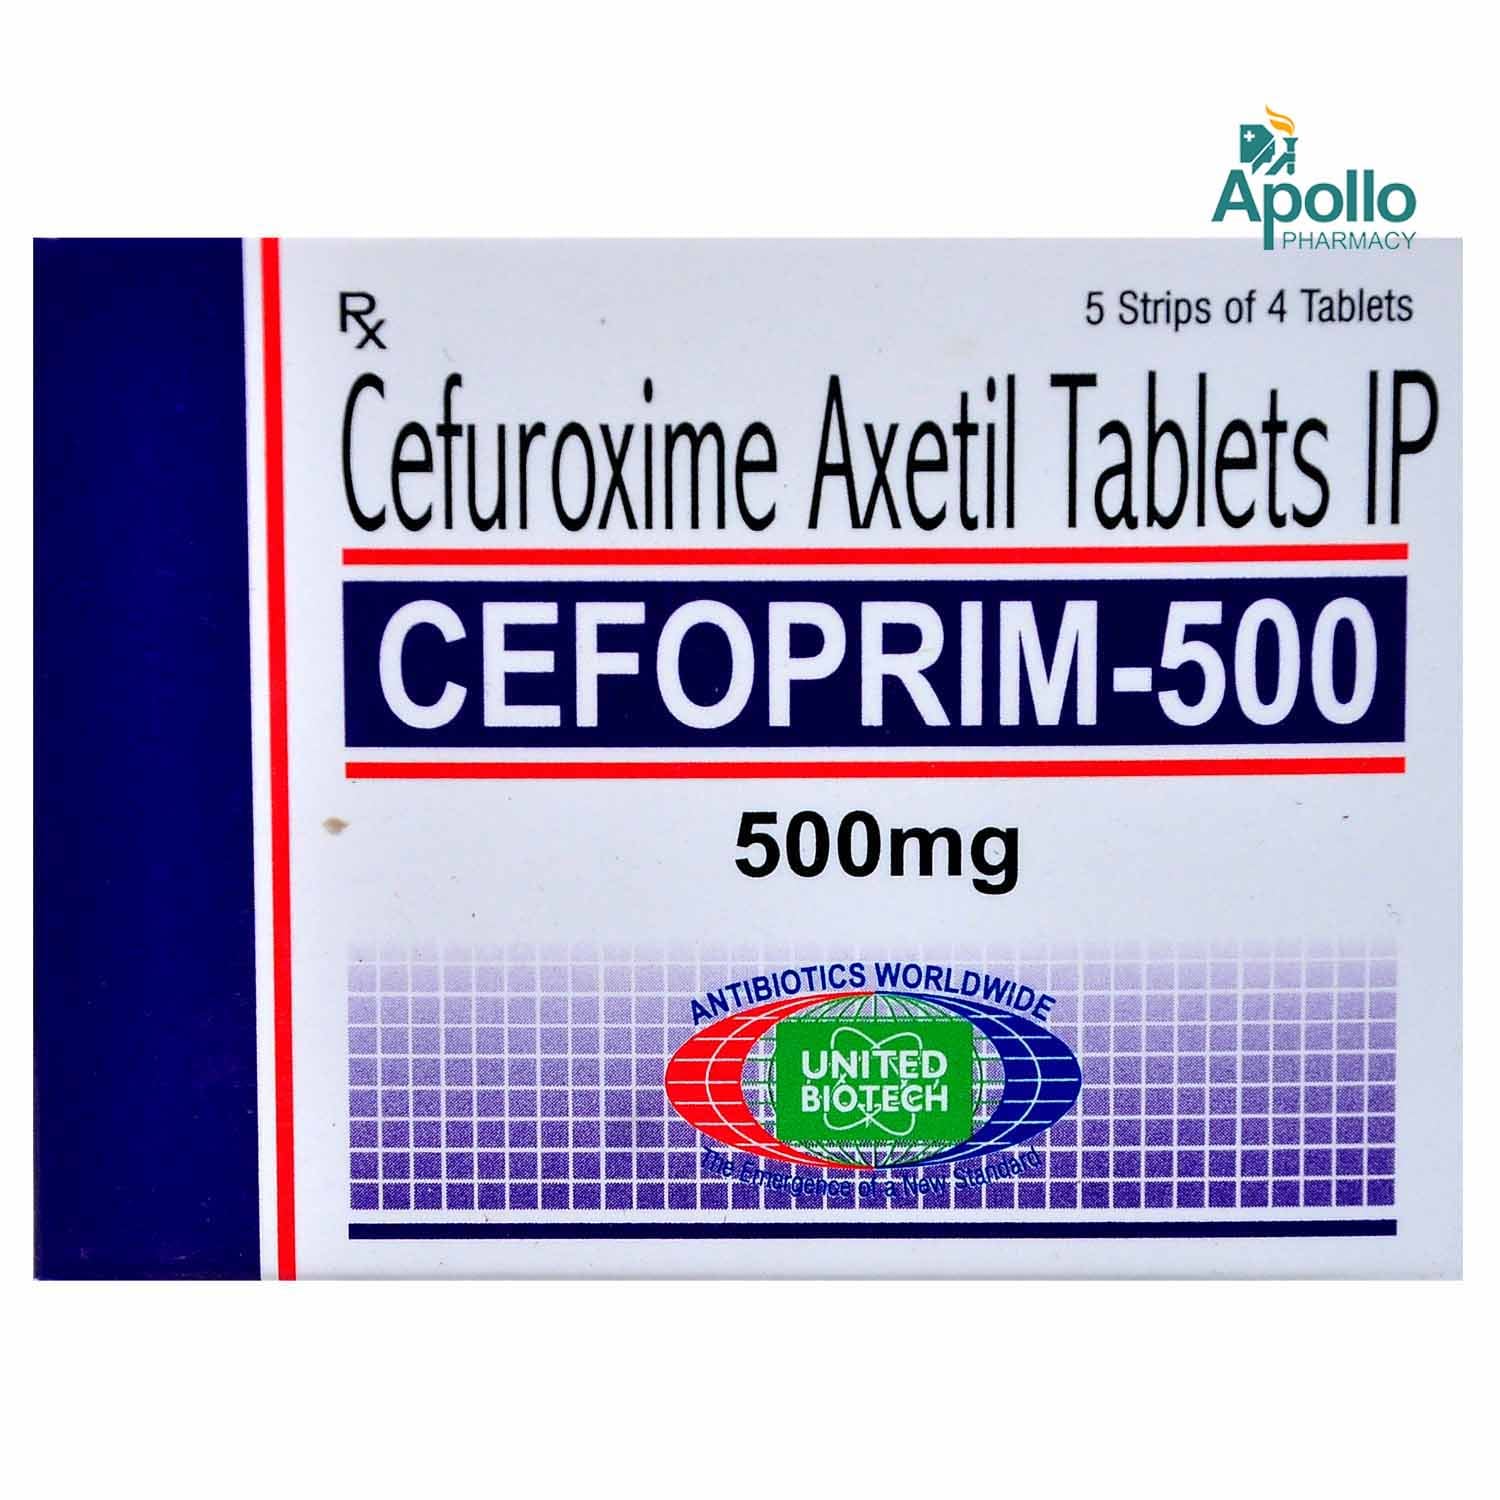 Apollo
PHARMACY
Rx
5 Strips of 4 Tablets
Cefuroxime Axetil Tablets IP
CEFOPRIM-500
500mg
ANTIBIOTICS WORLDWIDE
UNITED
BIOTECH
The Emergence of a New Standard